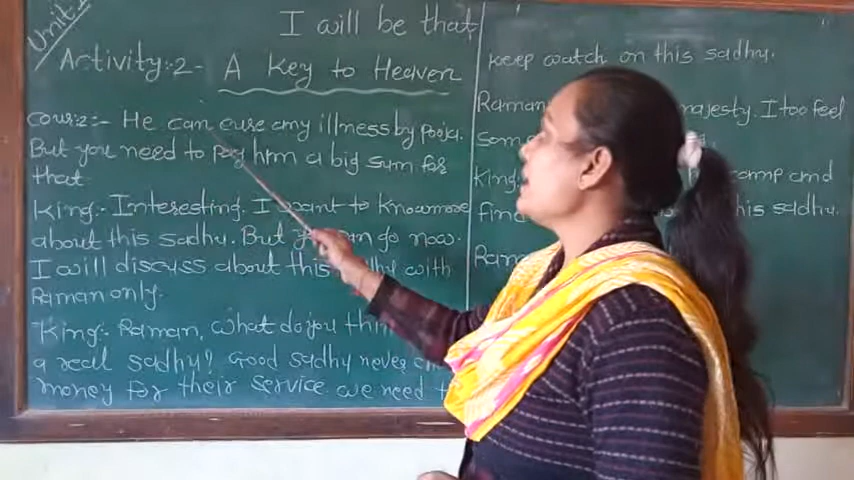 Unit 2
I will be that
Activity:-2- A Key to Heaven
cour:2:- He can cure any illness by pooja.
But you need to pay him a big sum for
that
King:- Interesting. I want to know more
about this sadhu. But you can go now.
I will discuss about this sadhu with
Raman only.
King:- Raman, what do you
a real sadhu? Good sadhu never
money for their service. we need
keep watch on this sadhu.
Raman majesty. I too feel
King camp and
find this sadhu.
Raman